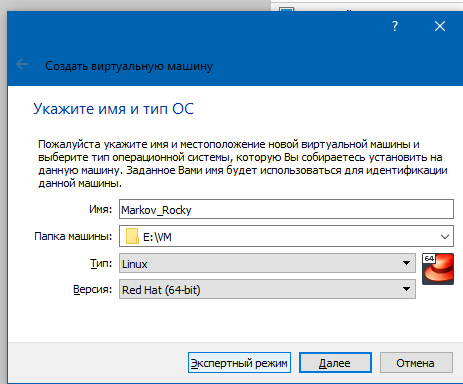 ?
Создать виртуальную машину
Укажите имя и тип ОС
Пожалуйста укажите имя и местоположение новой виртуальной машины и
выберите тип операционной системы, которую Вы собираетесь установить на
данную машину. Заданное Вами имя будет использоваться для идентификации
данной машины.
Имя: Markov_Rocky
Папка машины: E:\VM
Тип: Linux
64
Версия: Red Hat (64-bit)
Экспертный режим Далее Отмена